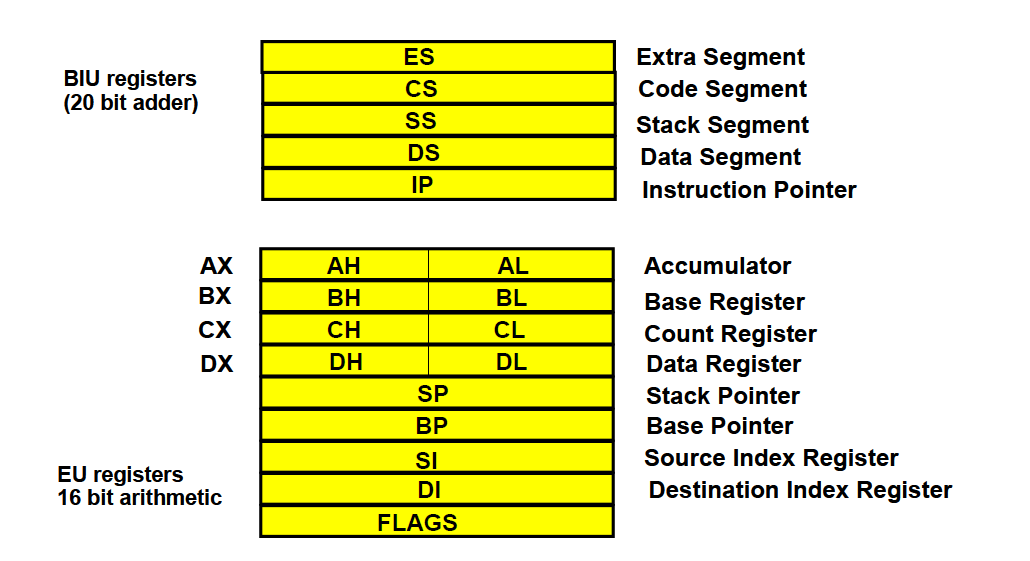 BIU registers
(20 bit adder)
ES Extra Segment
CS Code Segment
SS Stack Segment
DS Data Segment
IP Instruction Pointer
AX AH AL Accumulator
BX BH BL Base Register
CX CH CL Count Register
DX DH DL Data Register
SP Stack Pointer
BP Base Pointer
SI Source Index Register
DI Destination Index Register
FLAGS
EU registers
16 bit arithmetic